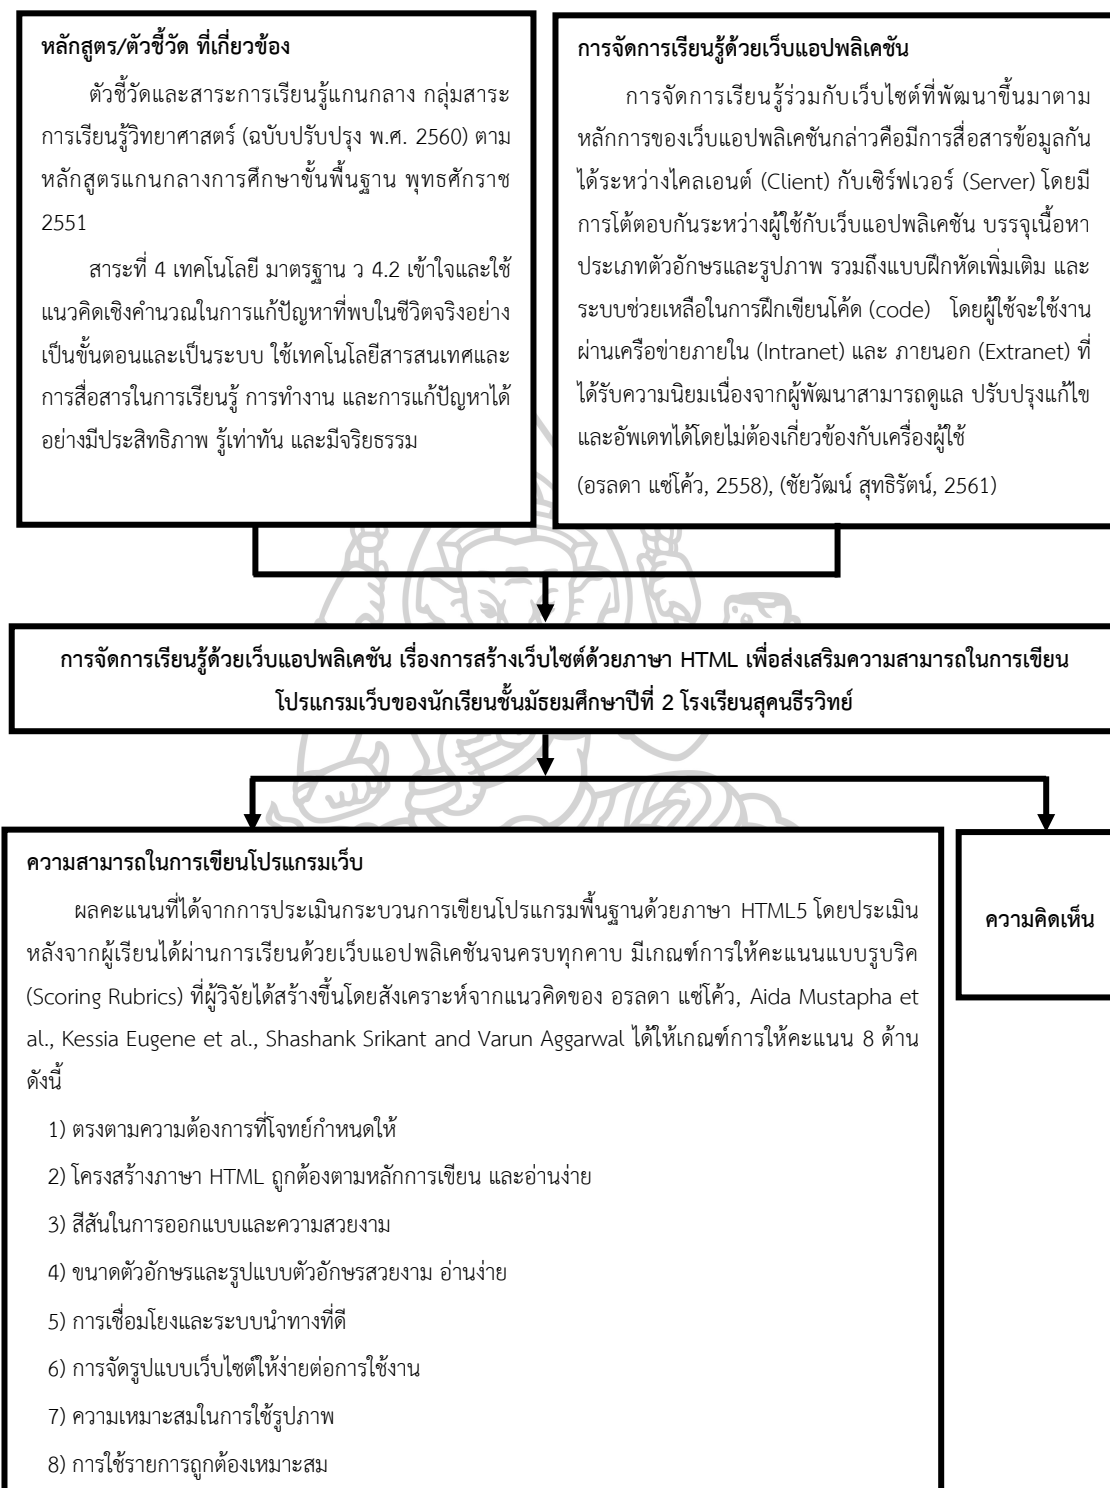 หลักสูตร/ตัวชี้วัด ที่เกี่ยวข้อง
ตัวชี้วัดและสาระการเรียนรู้แกนกลาง กลุ่มสาระ
การเรียนรู้วิทยาศาสตร์ (ฉบับปรับปรุง พ.ศ. 2560) ตาม
หลักสูตรแกนกลางการศึกษาขั้นพื้นฐาน พุทธศักราช
2551
สาระที่ 4 เทคโนโลยี มาตรฐาน ว 4.2 เข้าใจและใช้
แนวคิดเชิงคำนวณในการแก้ปัญหาที่พบในชีวิตจริงอย่าง
เป็นขั้นตอนและเป็นระบบ ใช้เทคโนโลยีสารสนเทศและ
การสื่อสารในการเรียนรู้ การทำงาน และการแก้ปัญหาได้
อย่างมีประสิทธิภาพ รู้เท่าทัน และมีจริยธรรม
การจัดการเรียนรู้ด้วยเว็บแอปพลิเคชัน
การจัดการเรียนรู้ร่วมกับเว็บไซต์ที่พัฒนาขึ้นมาตาม
หลักการของเว็บแอปพลิเคชันกล่าวคือมีการสื่อสารข้อมูลกัน
ได้ระหว่างไคลเอนต์ (Client) กับเซิร์ฟเวอร์ (Server) โดยมี
การโต้ตอบกันระหว่างผู้ใช้กับเว็บแอปพลิเคชัน บรรจุเนื้อหา
ประเภทตัวอักษรและรูปภาพ รวมถึงแบบฝึกหัดเพิ่มเติม และ
ระบบช่วยเหลือในการฝึกเขียนโค้ด (code) โดยผู้ใช้จะใช้งาน
ผ่านเครือข่ายภายใน (Intranet) และ ภายนอก (Extranet) ที่
ได้รับความนิยมเนื่องจากผู้พัฒนาสามารถดูแล ปรับปรุงแก้ไข
และอัพเดทได้โดยไม่ต้องเกี่ยวข้องกับเครื่องผู้ใช้
(อรลดา แซ่โค้ว, 2558), (ชัยวัฒน์ สุทธิรัตน์, 2561)
การจัดการเรียนรู้ด้วยเว็บแอปพลิเคชัน เรื่องการสร้างเว็บไซต์ด้วยภาษา HTML เพื่อส่งเสริมความสามารถในการเขียน
โปรแกรมเว็บของนักเรียนชั้นมัธยมศึกษาปีที่ 2 โรงเรียนสุคนธีรวิทย์
ความสามารถในการเขียนโปรแกรมเว็บ
ผลคะแนนที่ได้จากการประเมินกระบวนการเขียนโปรแกรมพื้นฐานด้วยภาษา HTML5 โดยประเมิน
หลังจากผู้เรียนได้ผ่านการเรียนด้วยเว็บแอปพลิเคชันจนครบทุกคาบ มีเกณฑ์การให้คะแนนแบบรูบริค
(Scoring Rubrics) ที่ผู้วิจัยได้สร้างขึ้นโดยสังเคราะห์จากแนวคิดของ อรลดา แซ่โค้ว, Aida Mustapha et
al., Kessia Eugene et al., Shashank Srikant and Varun Aggarwal ได้ให้เกณฑ์การให้คะแนน 8 ด้าน
ดังนี้
1) ตรงตามความต้องการที่โจทย์กำหนดให้
2) โครงสร้างภาษา HTML ถูกต้องตามหลักการเขียน และอ่านง่าย
3) สีสันในการออกแบบและความสวยงาม
4) ขนาดตัวอักษรและรูปแบบตัวอักษรสวยงาม อ่านง่าย
5) การเชื่อมโยงและระบบนำทางที่ดี
6) การจัดรูปแบบเว็บไซต์ให้ง่ายต่อการใช้งาน
7) ความเหมาะสมในการใช้รูปภาพ
8) การใช้รายการถูกต้องเหมาะสม
ความคิดเห็น